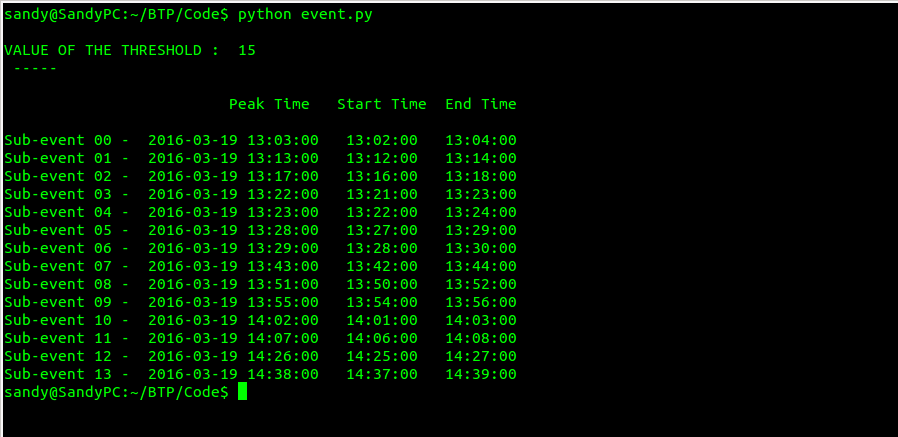 sandy@SandyPC:~/BTP/Code$ python event.py
VALUE OF THE THRESHOLD :  15
-----
Peak Time   Start Time  End Time
Sub-event 00 -  2016-03-19 13:03:00   13:02:00   13:04:00
Sub-event 01 -  2016-03-19 13:13:00   13:12:00   13:14:00
Sub-event 02 -  2016-03-19 13:17:00   13:16:00   13:18:00
Sub-event 03 -  2016-03-19 13:22:00   13:21:00   13:23:00
Sub-event 04 -  2016-03-19 13:23:00   13:22:00   13:24:00
Sub-event 05 -  2016-03-19 13:28:00   13:27:00   13:29:00
Sub-event 06 -  2016-03-19 13:29:00   13:28:00   13:30:00
Sub-event 07 -  2016-03-19 13:43:00   13:42:00   13:44:00
Sub-event 08 -  2016-03-19 13:51:00   13:50:00   13:52:00
Sub-event 09 -  2016-03-19 13:55:00   13:54:00   13:56:00
Sub-event 10 -  2016-03-19 14:02:00   14:01:00   14:03:00
Sub-event 11 -  2016-03-19 14:07:00   14:06:00   14:08:00
Sub-event 12 -  2016-03-19 14:26:00   14:25:00   14:27:00
Sub-event 13 -  2016-03-19 14:38:00   14:37:00   14:39:00
sandy@SandyPC:~/BTP/Code$